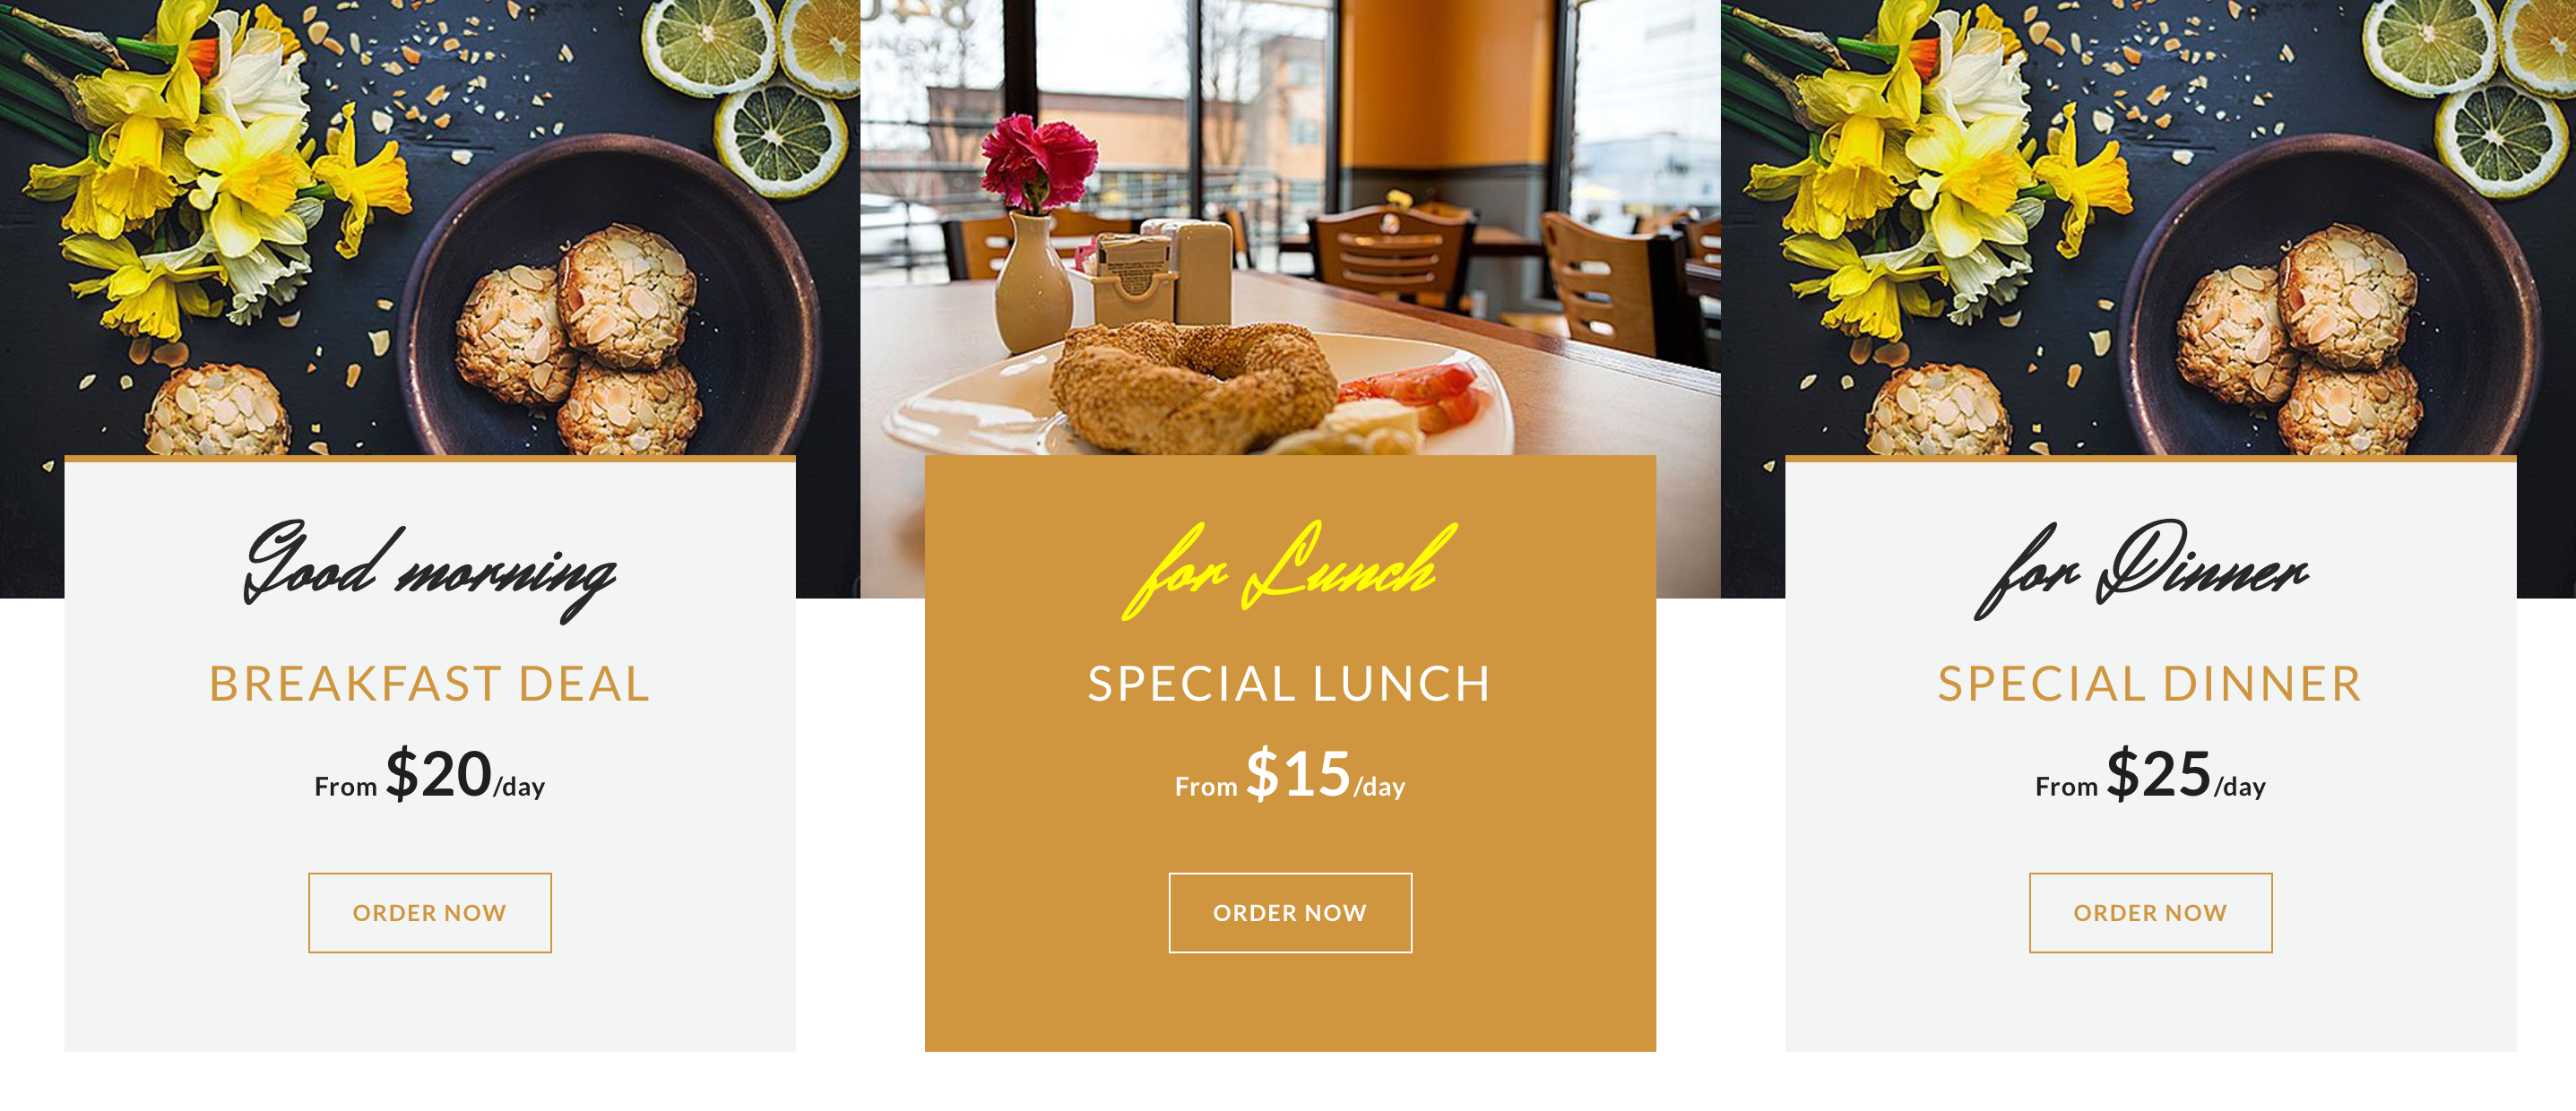 Good morning
BREAKFAST DEAL
From $20/day
ORDER NOW
for Lunch
SPECIAL LUNCH
From $15/day
ORDER NOW
for Dinner
SPECIAL DINNER
From $25/day
ORDER NOW